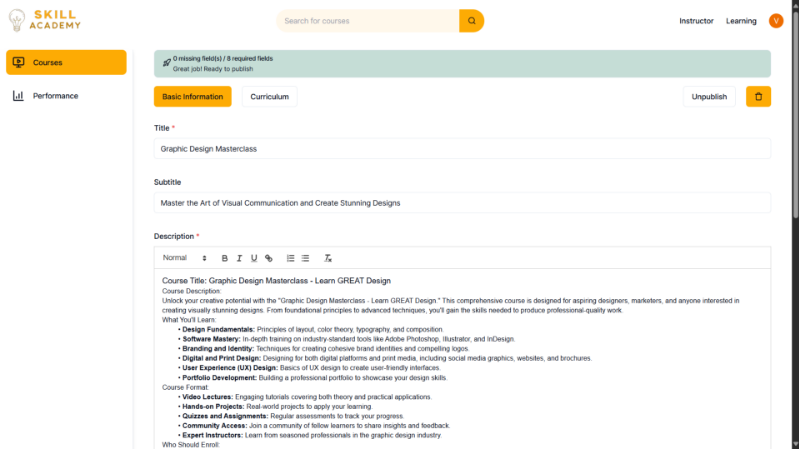 SKILL
ACADEMY
Search for courses
Instructor
Learning
V
Courses
Performance
0 missing field(s) / 8 required fields
Great job! Ready to publish
Basic Information
Curriculum
Unpublish
Title *
Graphic Design Masterclass
Subtitle
Master the Art of Visual Communication and Create Stunning Designs
Description *
Normal B I U
Course Title: Graphic Design Masterclass - Learn GREAT Design
Course Description:
Unlock your creative potential with the "Graphic Design Masterclass - Learn GREAT Design." This comprehensive course is designed for aspiring designers, marketers, and anyone interested in
creating visually stunning designs. From foundational principles to advanced techniques, you'll gain the skills needed to produce professional-quality work.
What You'll Learn:
• Design Fundamentals: Principles of layout, color theory, typography, and composition.
• Software Mastery: In-depth training on industry-standard tools like Adobe Photoshop, Illustrator, and InDesign.
• Branding and Identity: Techniques for creating cohesive brand identities and compelling logos.
• Digital and Print Design: Designing for both digital platforms and print media, including social media graphics, websites, and brochures.
• User Experience (UX) Design: Basics of UX design to create user-friendly interfaces.
• Portfolio Development: Building a professional portfolio to showcase your design skills.
Course Format:
• Video Lectures: Engaging tutorials covering both theory and practical applications.
• Hands-on Projects: Real-world projects to apply your learning.
• Quizzes and Assignments: Regular assessments to track your progress.
• Community Access: Join a community of fellow learners to share insights and feedback.
• Expert Instructors: Learn from seasoned professionals in the graphic design industry.
Who Should Enroll: